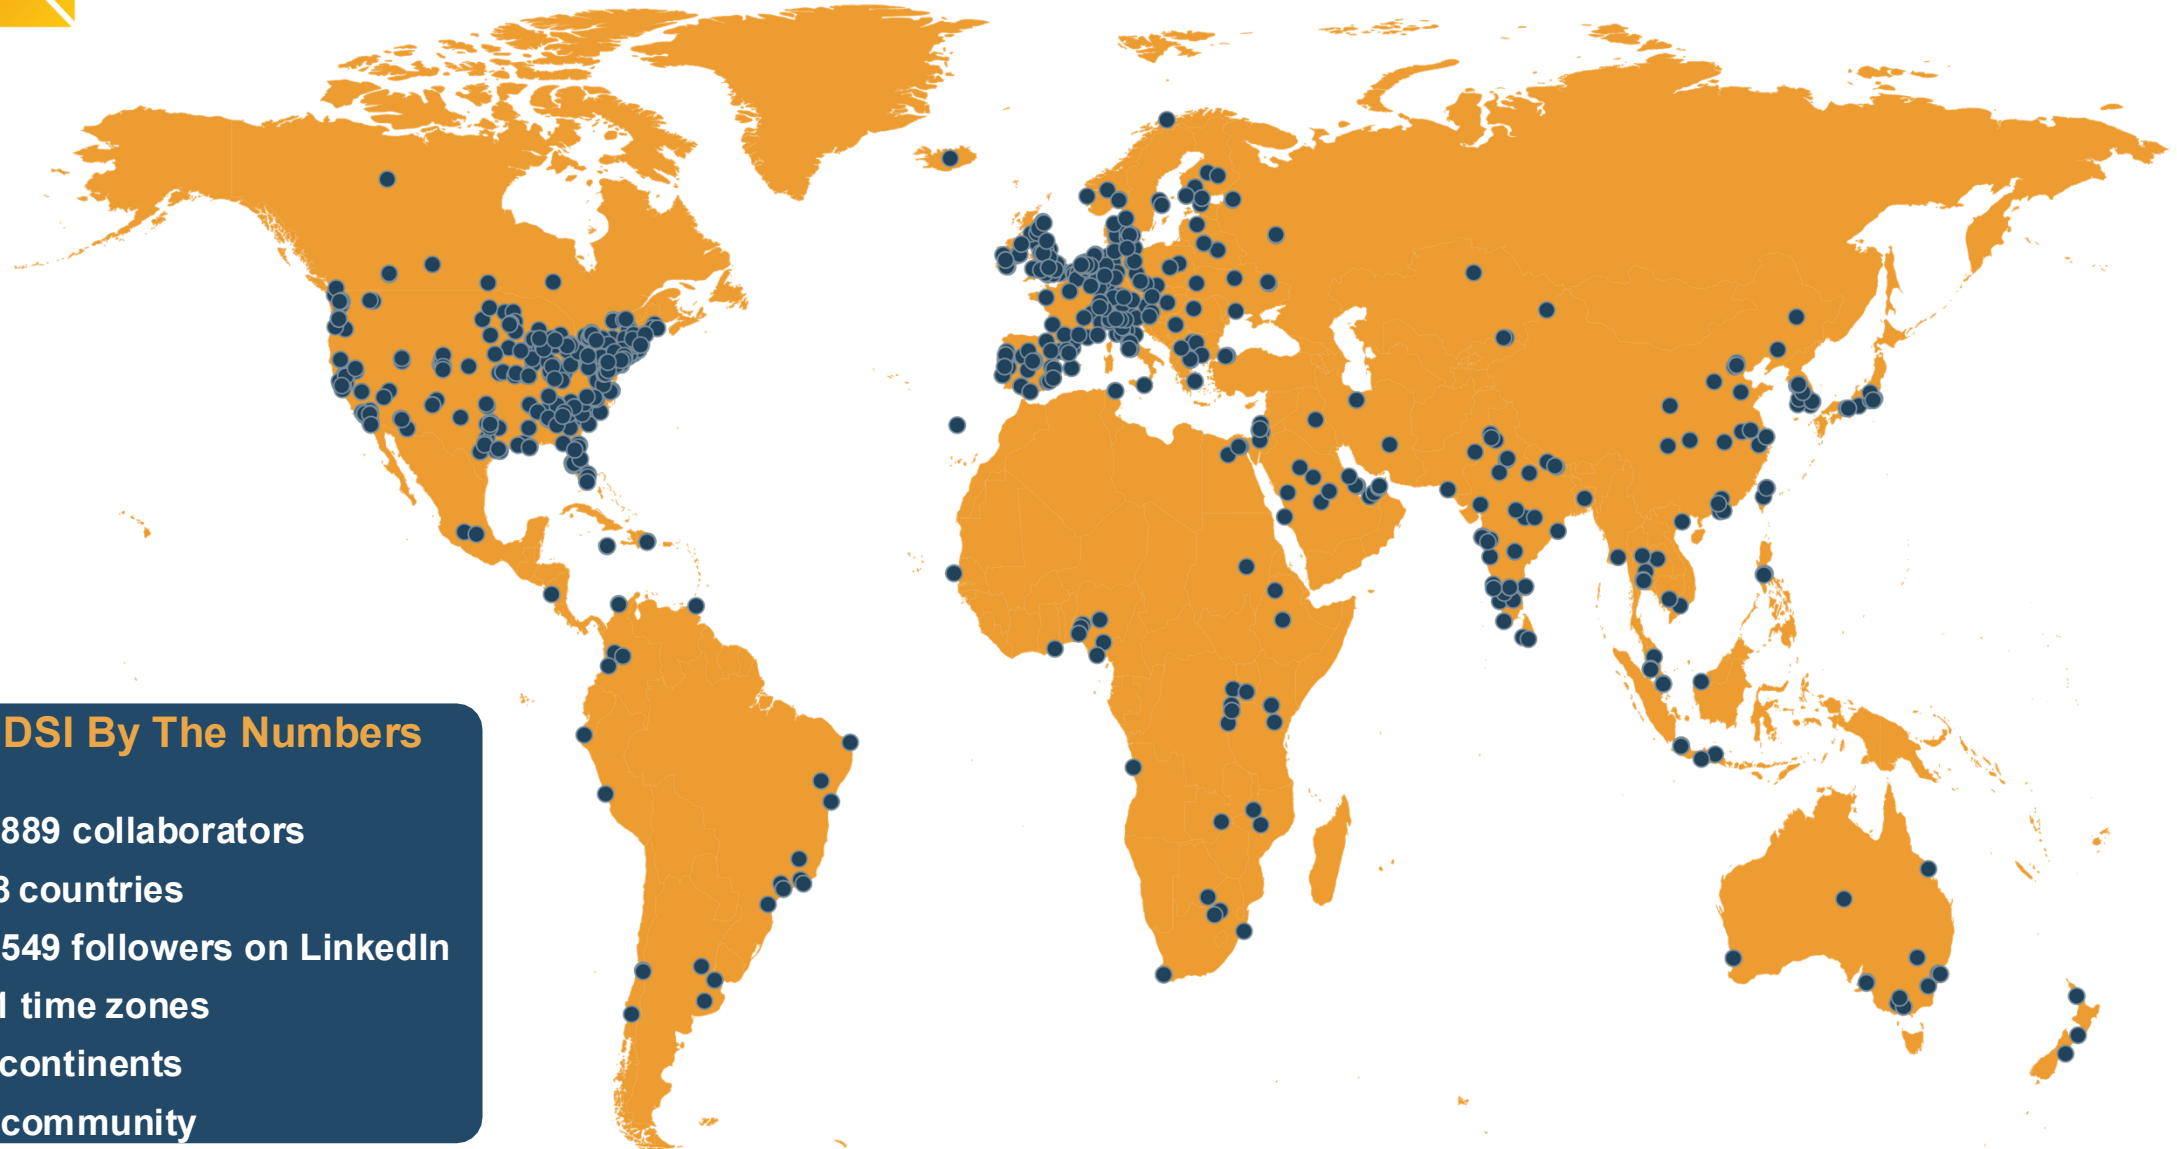 DSI By The Numbers
889 collaborators
countries
549 followers on LinkedIn
time zones
continents
community